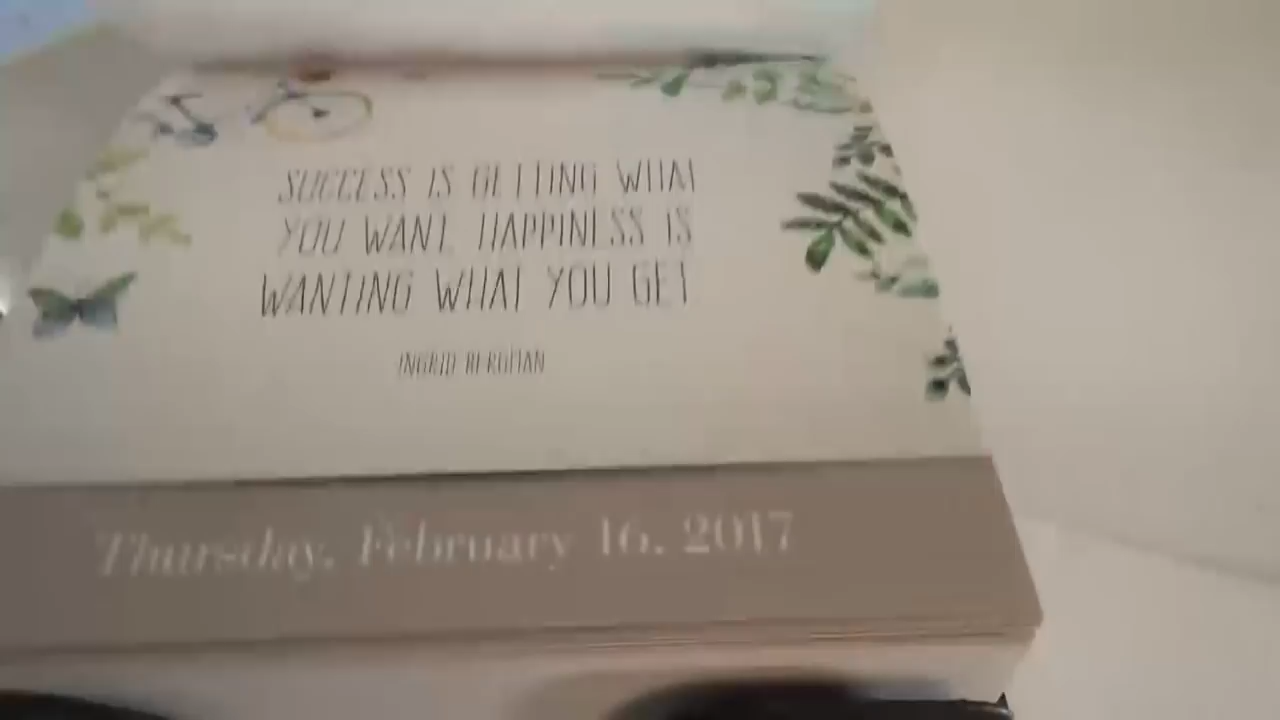 SUCCESS IS GETTING WHAT
YOU WANT, HAPPINESS IS
WANTING WHAT YOU GET
INGRID BERGMAN
Thursday, February 16, 2017